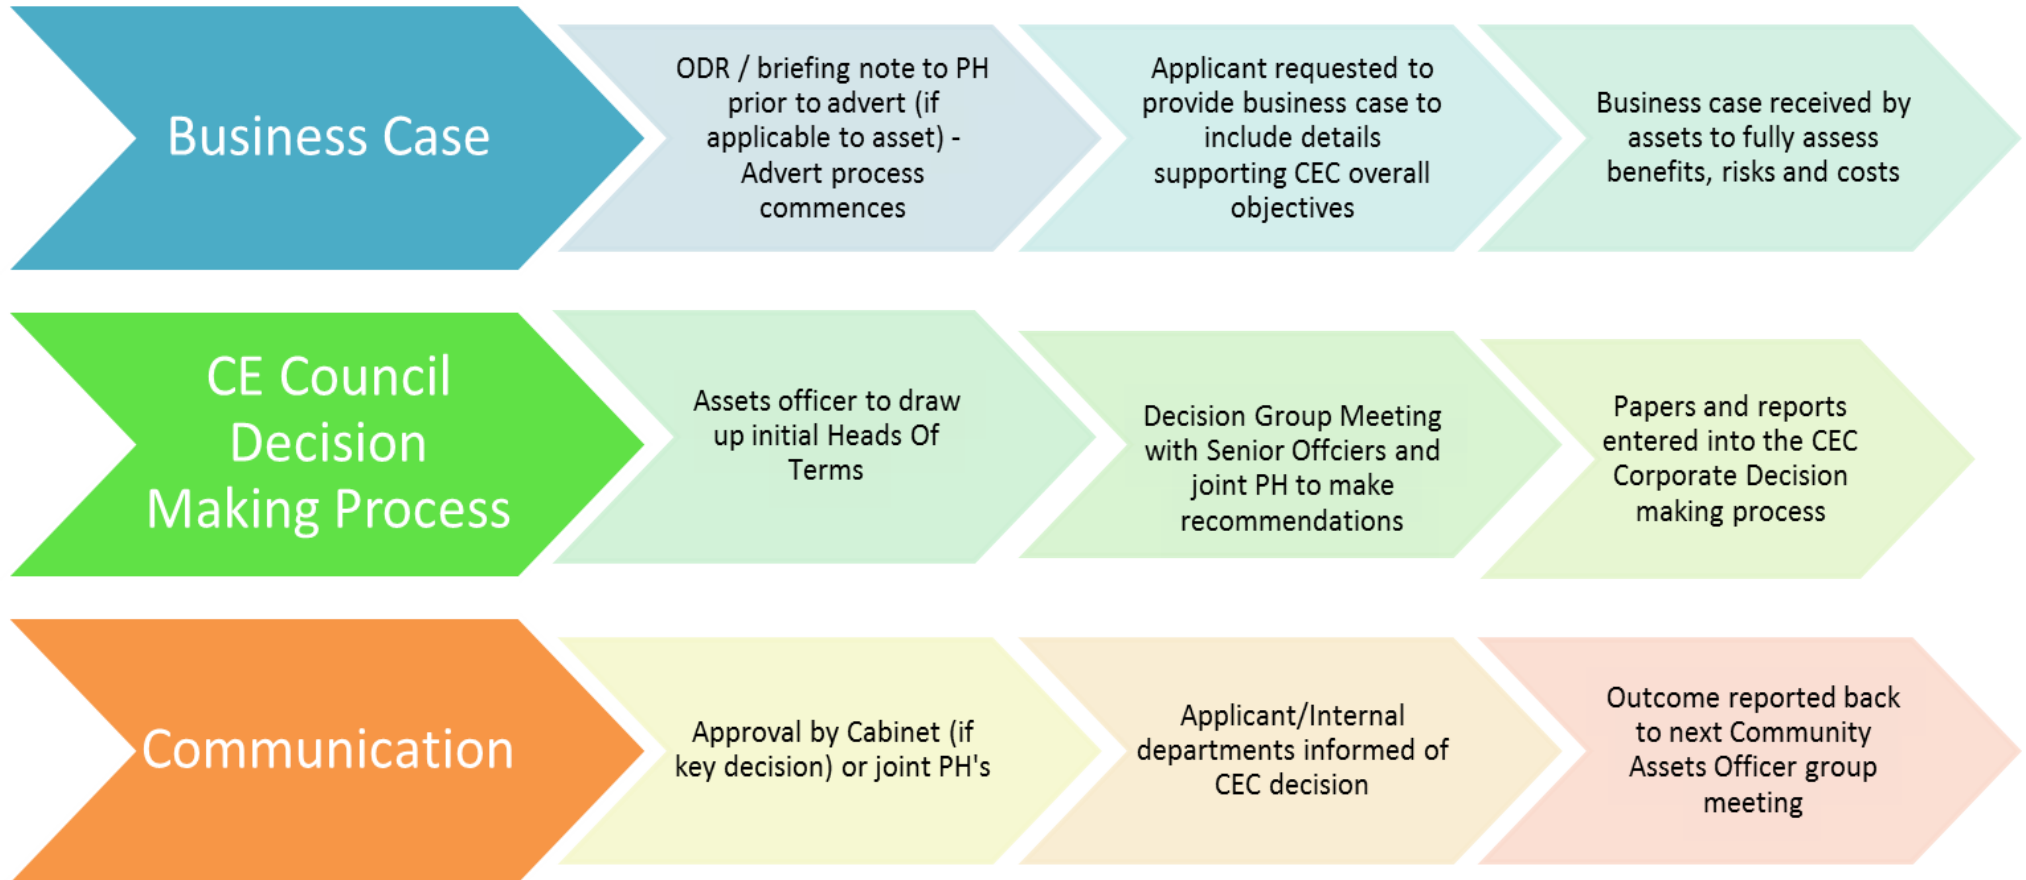 Business Case
ODR / briefing note to PH
prior to advert (if
applicable to asset) -
Advert process
commences
Applicant requested to
provide business case to
include details
supporting CEC overall
objectives
Business case received by
assets to fully assess
benefits, risks and costs
CE Council
Decision
Making Process
Assets officer to draw
up initial Heads Of
Terms
Decision Group Meeting
with Senior Offciers and
joint PH to make
recommendations
Papers and reports
entered into the CEC
Corporate Decision
making process
Communication
Approval by Cabinet (if
key decision) or joint PH's
Applicant/Internal
departments informed of
CEC decision
Outcome reported back
to next Community
Assets Officer group
meeting